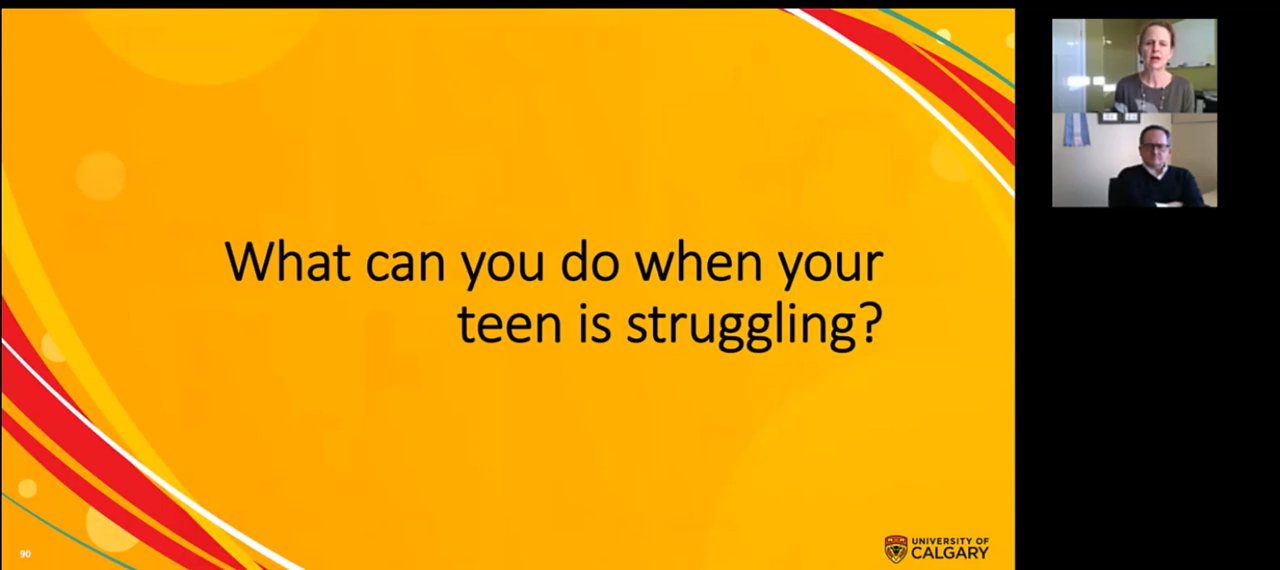 What can you do when your
teen is struggling?
90
UNIVERSITY OF
CALGARY